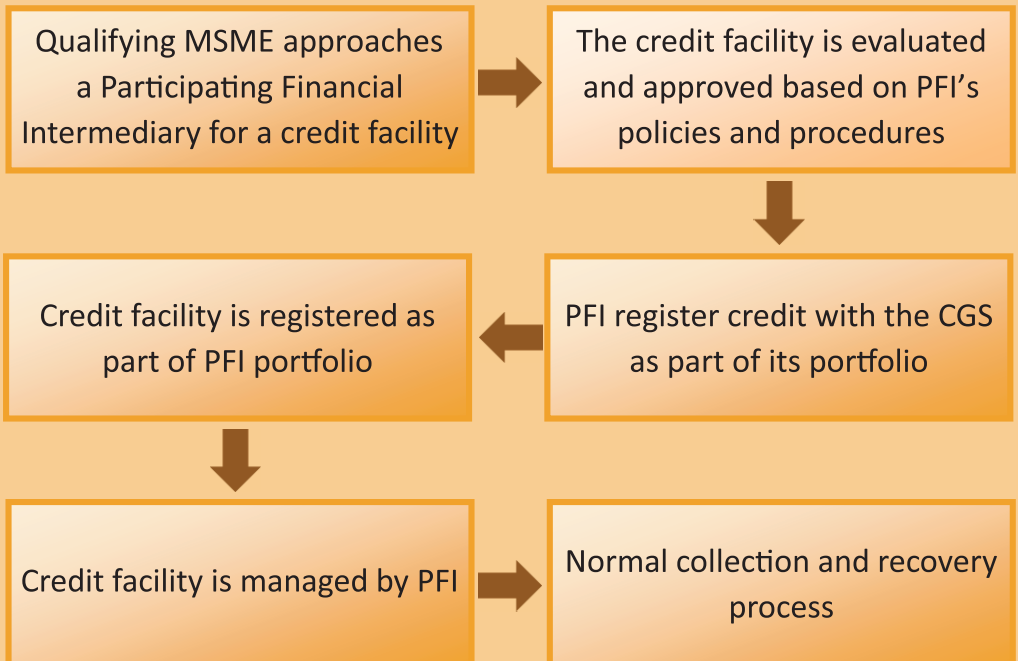 Qualifying MSME approaches
a Participating Financial
Intermediary for a credit facility
The credit facility is evaluated
and approved based on PFI’s
policies and procedures
PFI register credit with the CGS
as part of its portfolio
Credit facility is registered as
part of PFI portfolio
Credit facility is managed by PFI
Normal collection and recovery
process